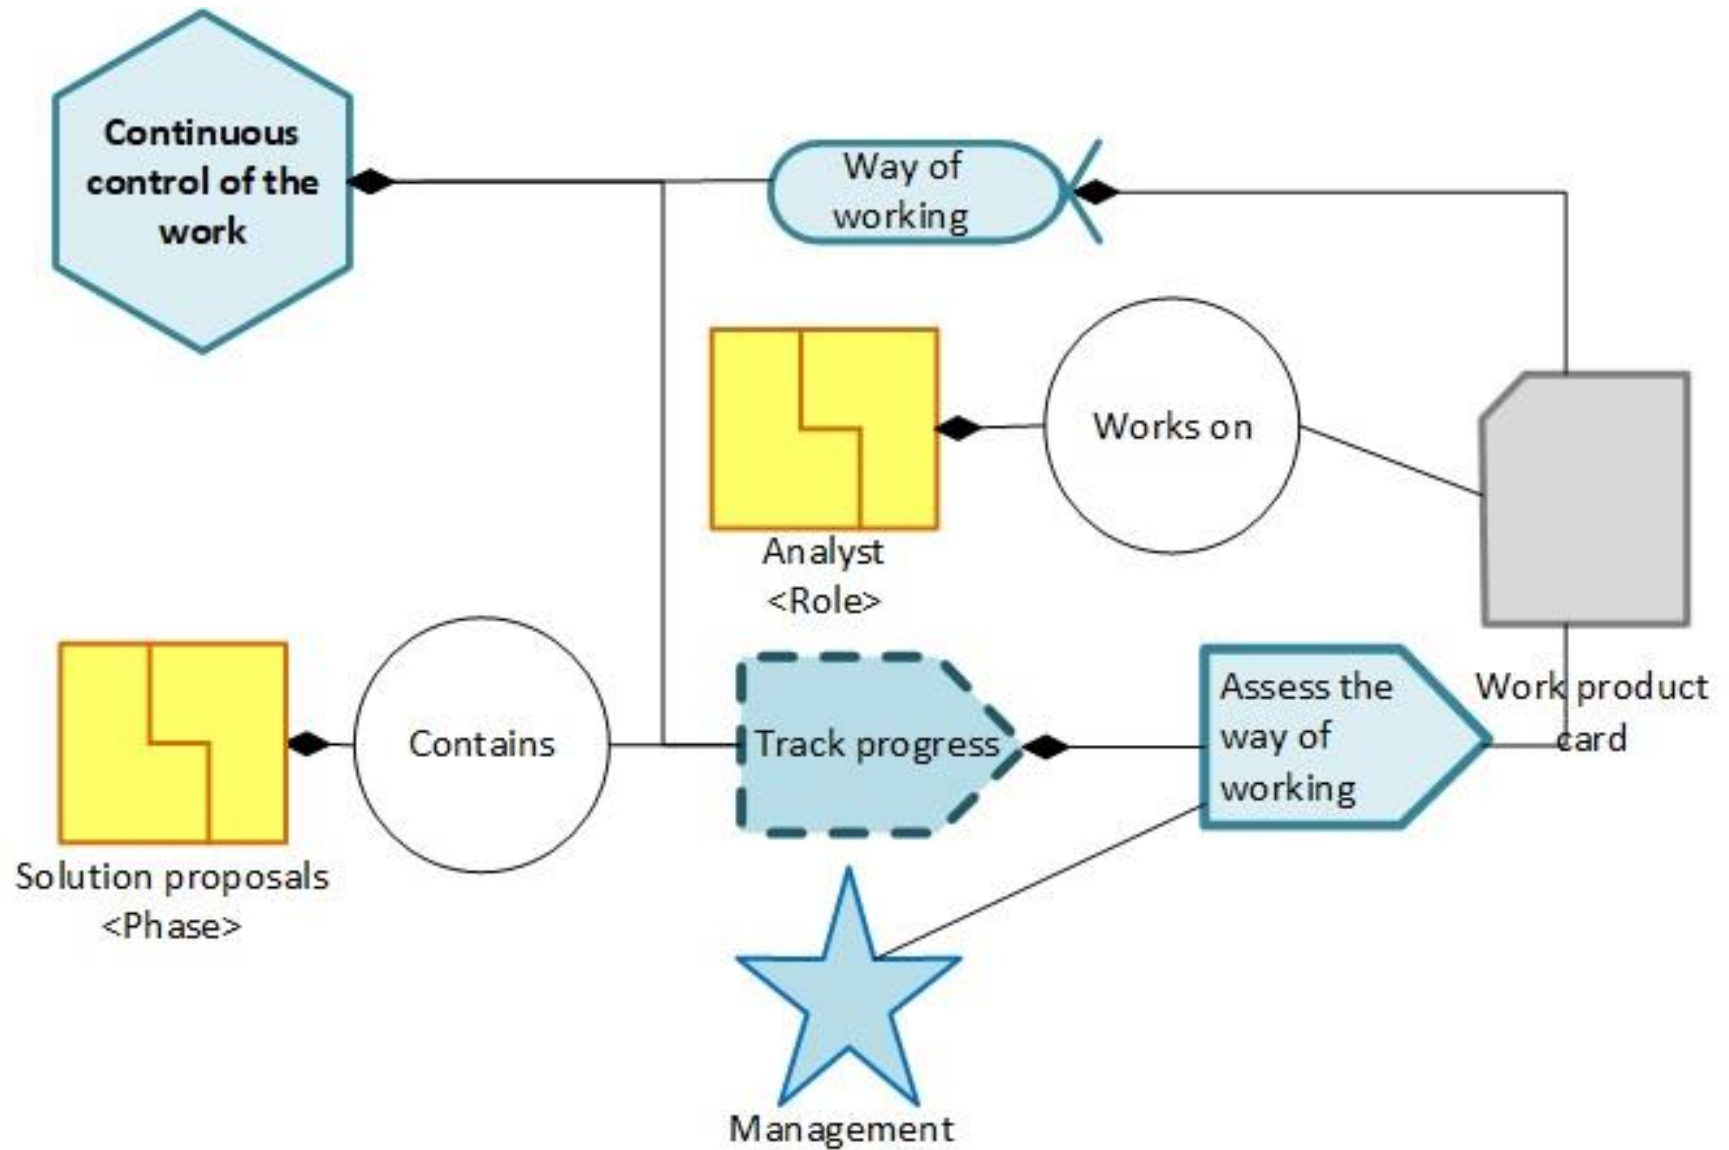 Continuous
control of the
work
Way of
working
Works on
Analyst
<Role>
Contains
Track progress
Assess the
way of
working
Work product
card
Solution proposals
<Phase>
Management